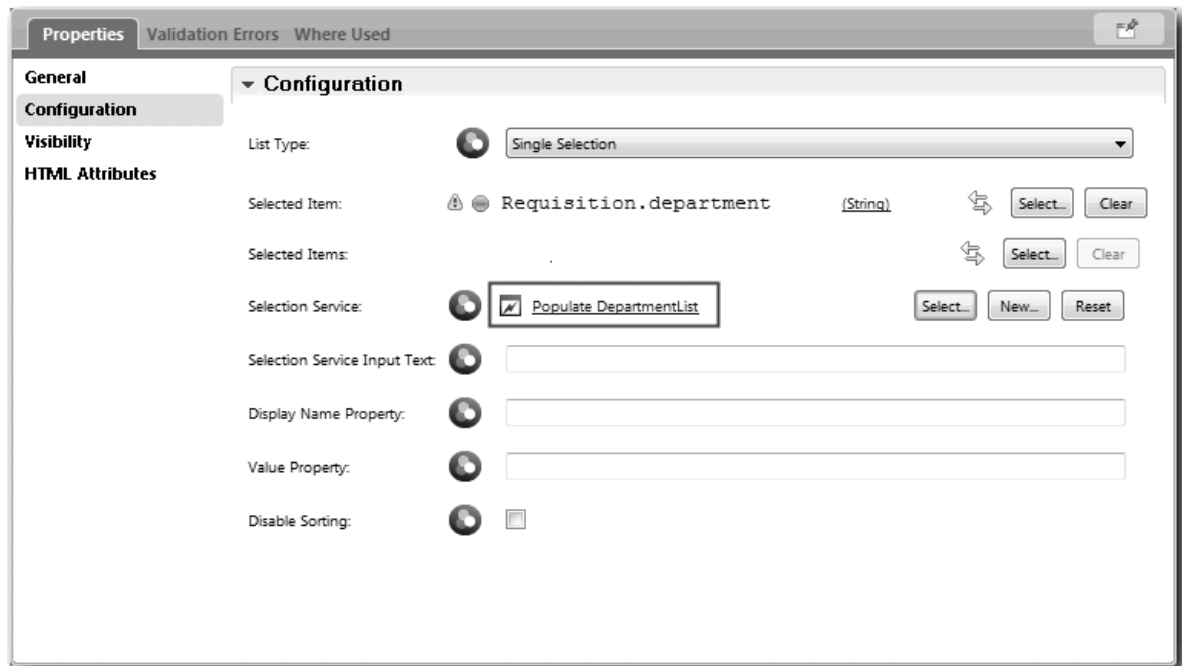 Properties Validation Errors Where Used
General
Configuration
Visibility
HTML Attributes
Configuration
List Type: Single Selection
Selected Item: Requisition.department (String) Select... Clear
Selected Items: Select... Clear
Selection Service: Populate DepartmentList Select... New... Reset
Selection Service Input Text:
Display Name Property:
Value Property:
Disable Sorting: